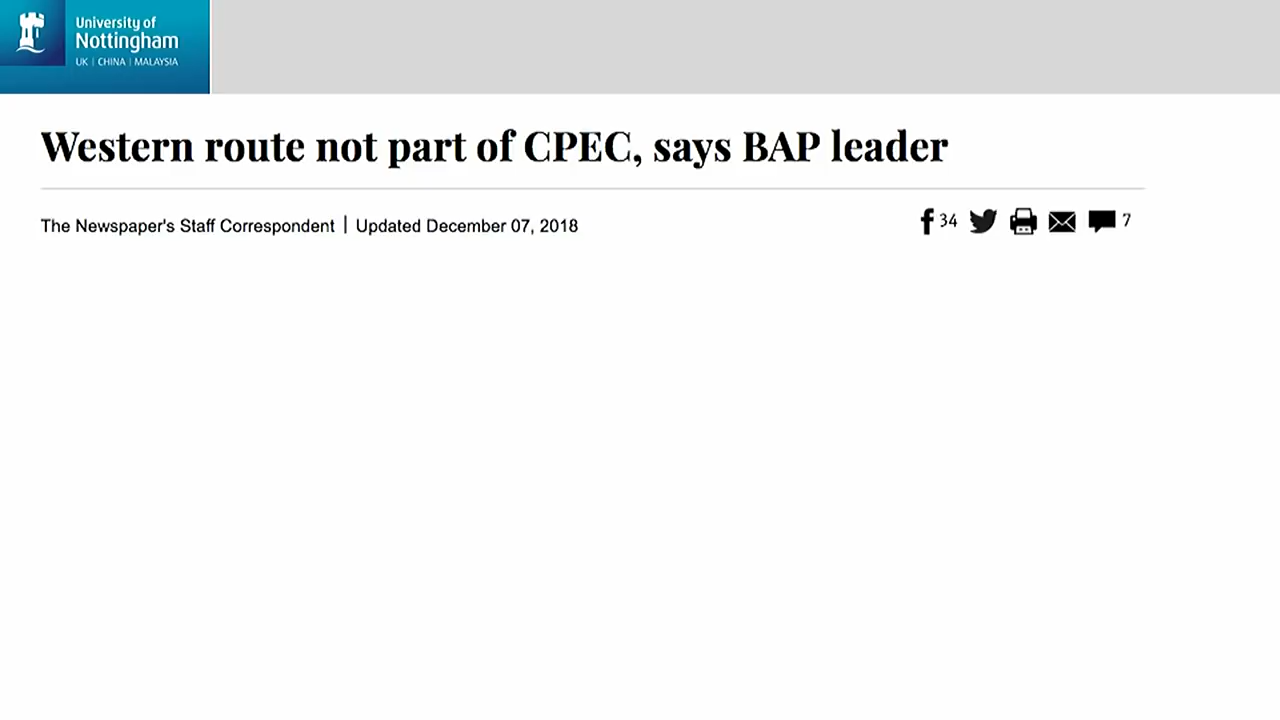 University of
Nottingham
UK | CHINA | MALAYSIA
Western route not part of CPEC, says BAP leader
The Newspaper's Staff Correspondent | Updated December 07, 2018
34
7